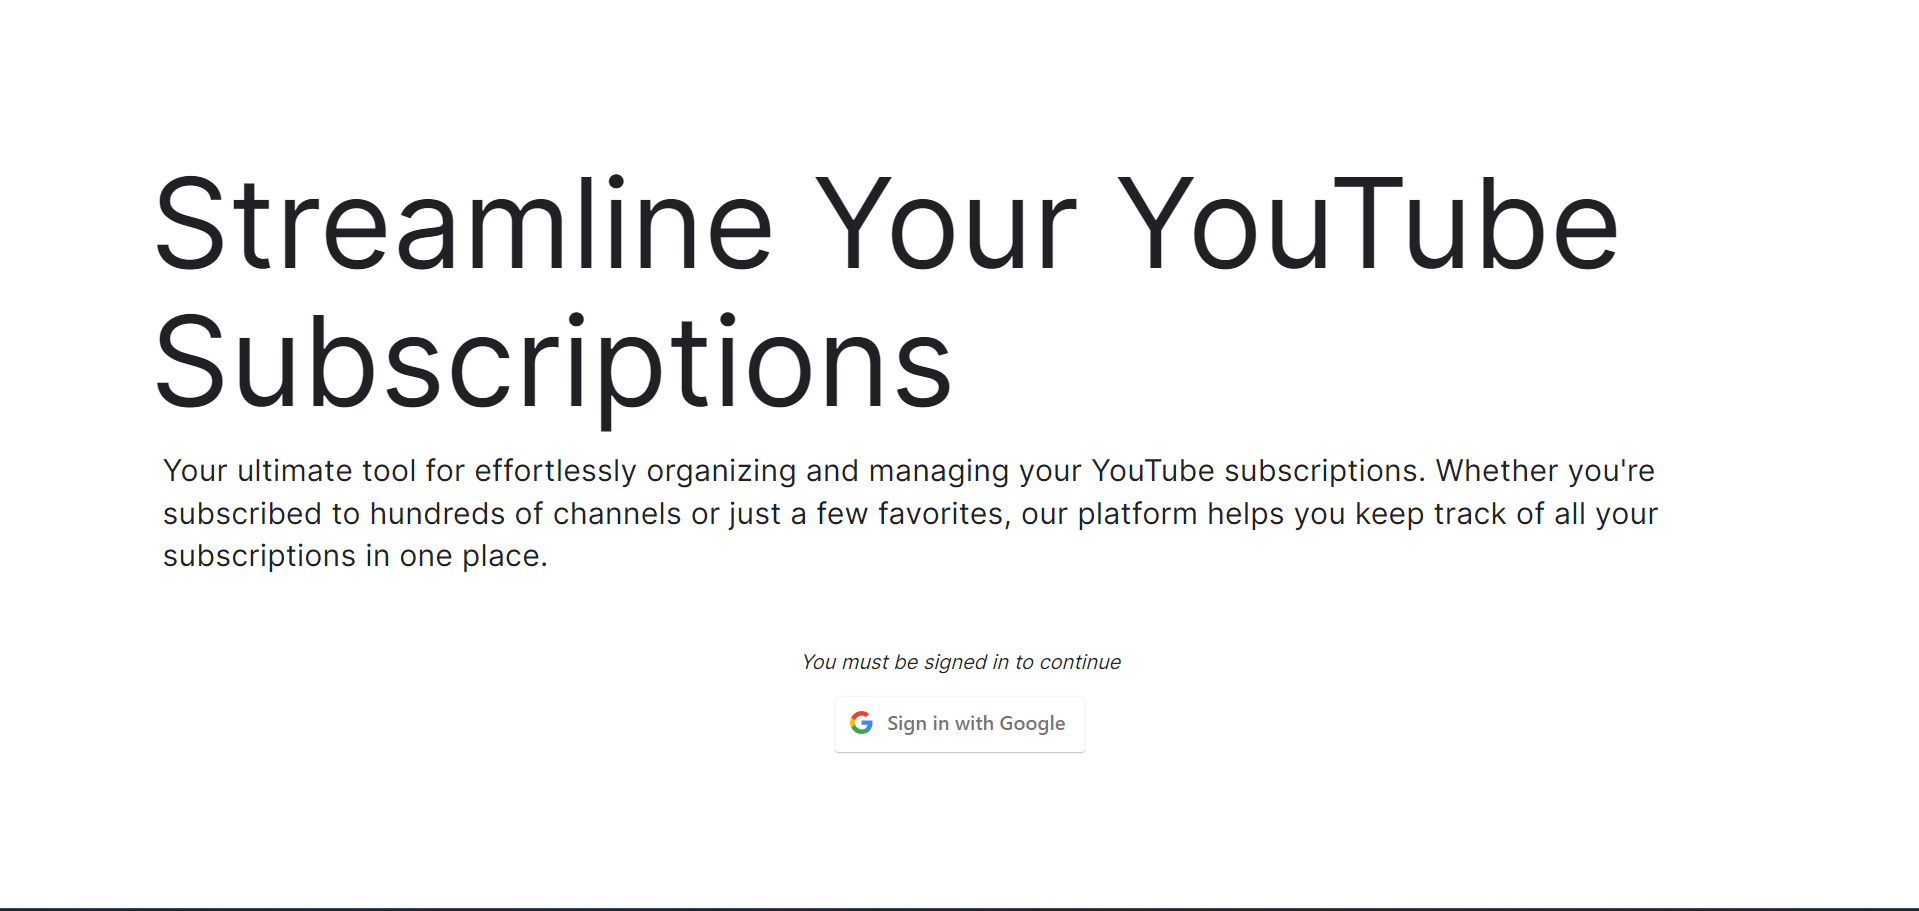 Streamline Your YouTube
Subscriptions
Your ultimate tool for effortlessly organizing and managing your YouTube subscriptions. Whether you're
subscribed to hundreds of channels or just a few favorites, our platform helps you keep track of all your
subscriptions in one place.
You must be signed in to continue
Sign in with Google